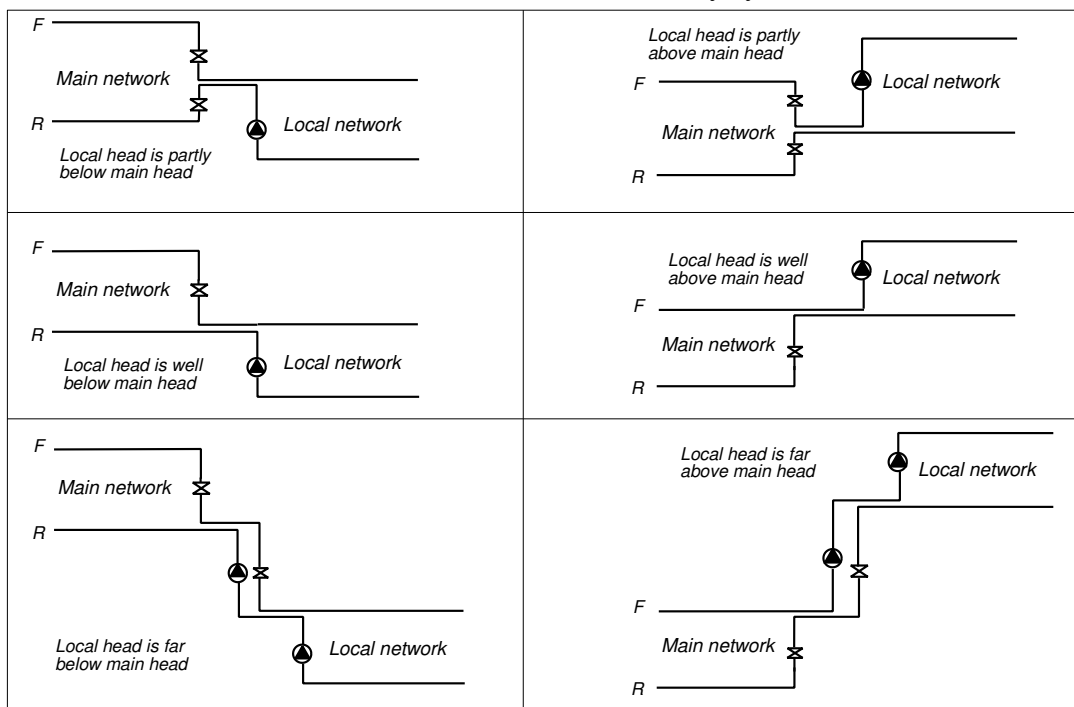 F
Main network
R
Local network
Local head is partly
below main head
Local head is partly
above main head
F
Local network
Main network
R
F
Main network
R
Local head is well
below main head
Local network
Local head is well
above main head
Local network
F
Main network
R
F
Main network
R
Local head is far
below main head
Local network
Local head is far
above main head
Local network
F
Main network
R